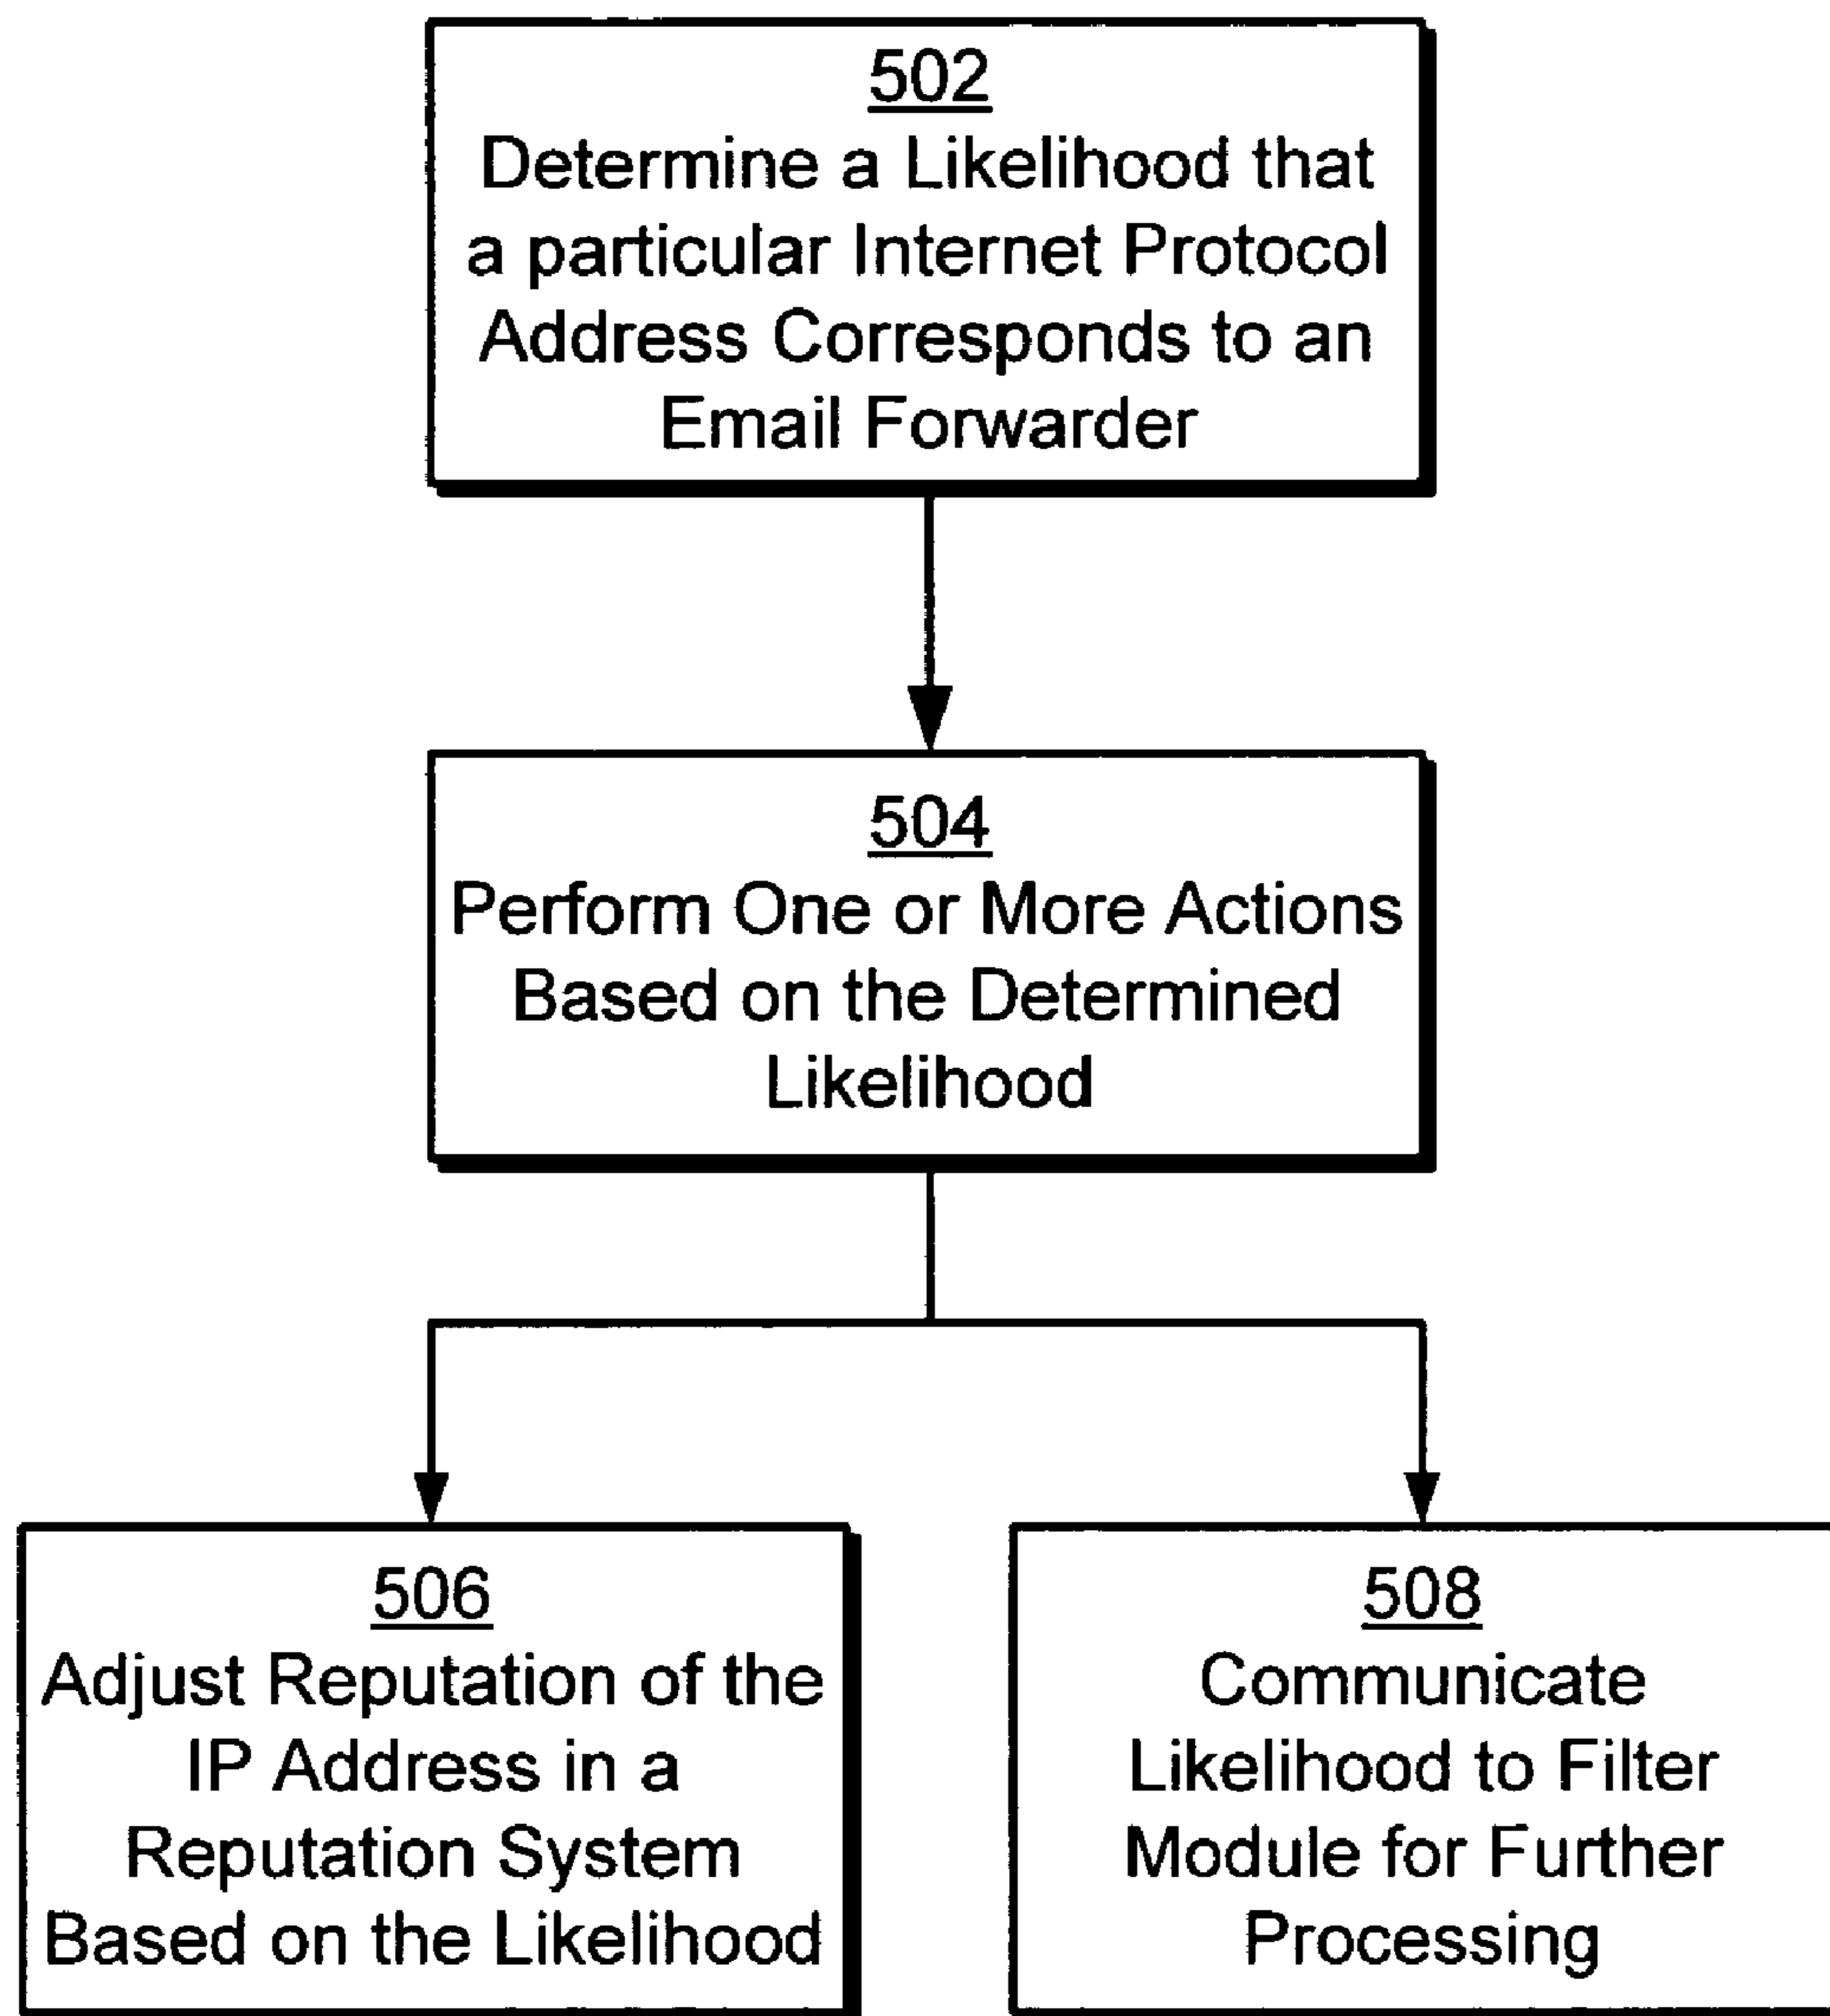 502
Determine a Likelihood that
a particular Internet Protocol
Address Corresponds to an
Email Forwarder
504
Perform One or More Actions
Based on the Determined
Likelihood
506
Adjust Reputation of the
IP Address in a
Reputation System
Based on the Likelihood
508
Communicate
Likelihood to Filter
Module for Further
Processing